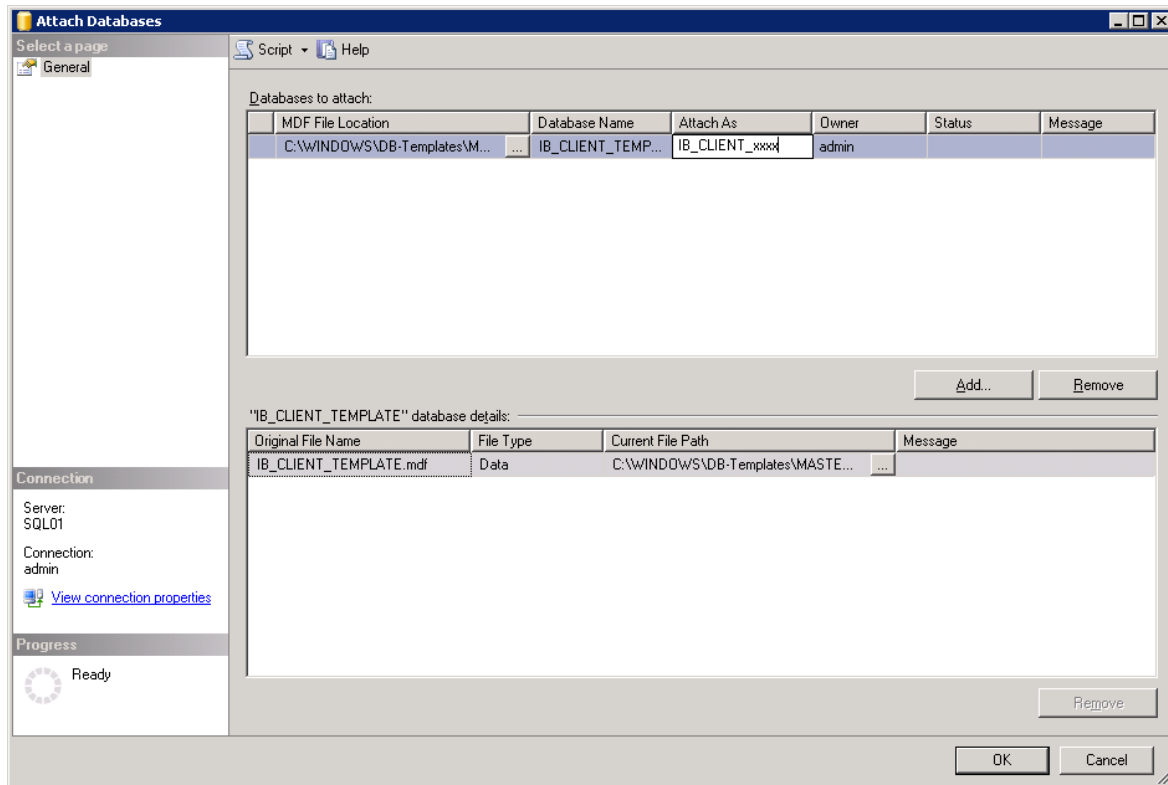 Attach Databases
Select a page
General
Script Help
Databases to attach:
MDF File Location Database Name Attach As Owner Status Message
C:\WINDOWS\DB-Templates\M... ... IB_CLIENT_TEMP... IB_CLIENT_xxxx admin
Add... Remove
"IB_CLIENT_TEMPLATE" database details:
Original File Name File Type Current File Path Message
IB_CLIENT_TEMPLATE.mdf Data C:\WINDOWS\DB-Templates\MASTE... ...
Connection
Server:
SQL01
Connection:
admin
View connection properties
Progress
Ready
Remove
OK Cancel